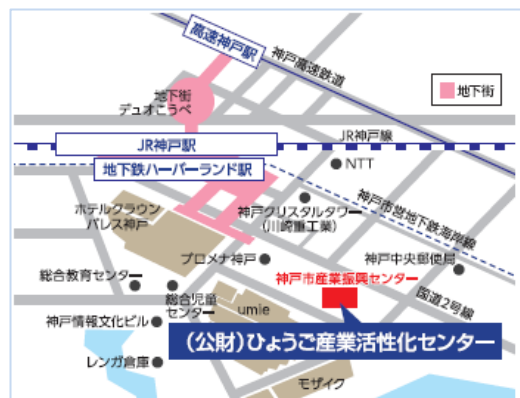 高速神戸駅
神戸高速鉄道
地下街
地下街
デュオこうべ
JR神戸線
JR神戸駅
NTT
地下鉄ハーバーランド駅
神戸市営地下鉄海岸線
ホテルクラウン
パレス神戸
神戸クリスタルタワー
(川崎重工業)
プロメナ神戸
神戸中央郵便局
神戸市産業振興センター
総合教育センター
総合児童
センター
umie
国道2号線
神戸情報文化ビル
(公財)ひょうご産業活性化センター
レンガ倉庫
モザイク